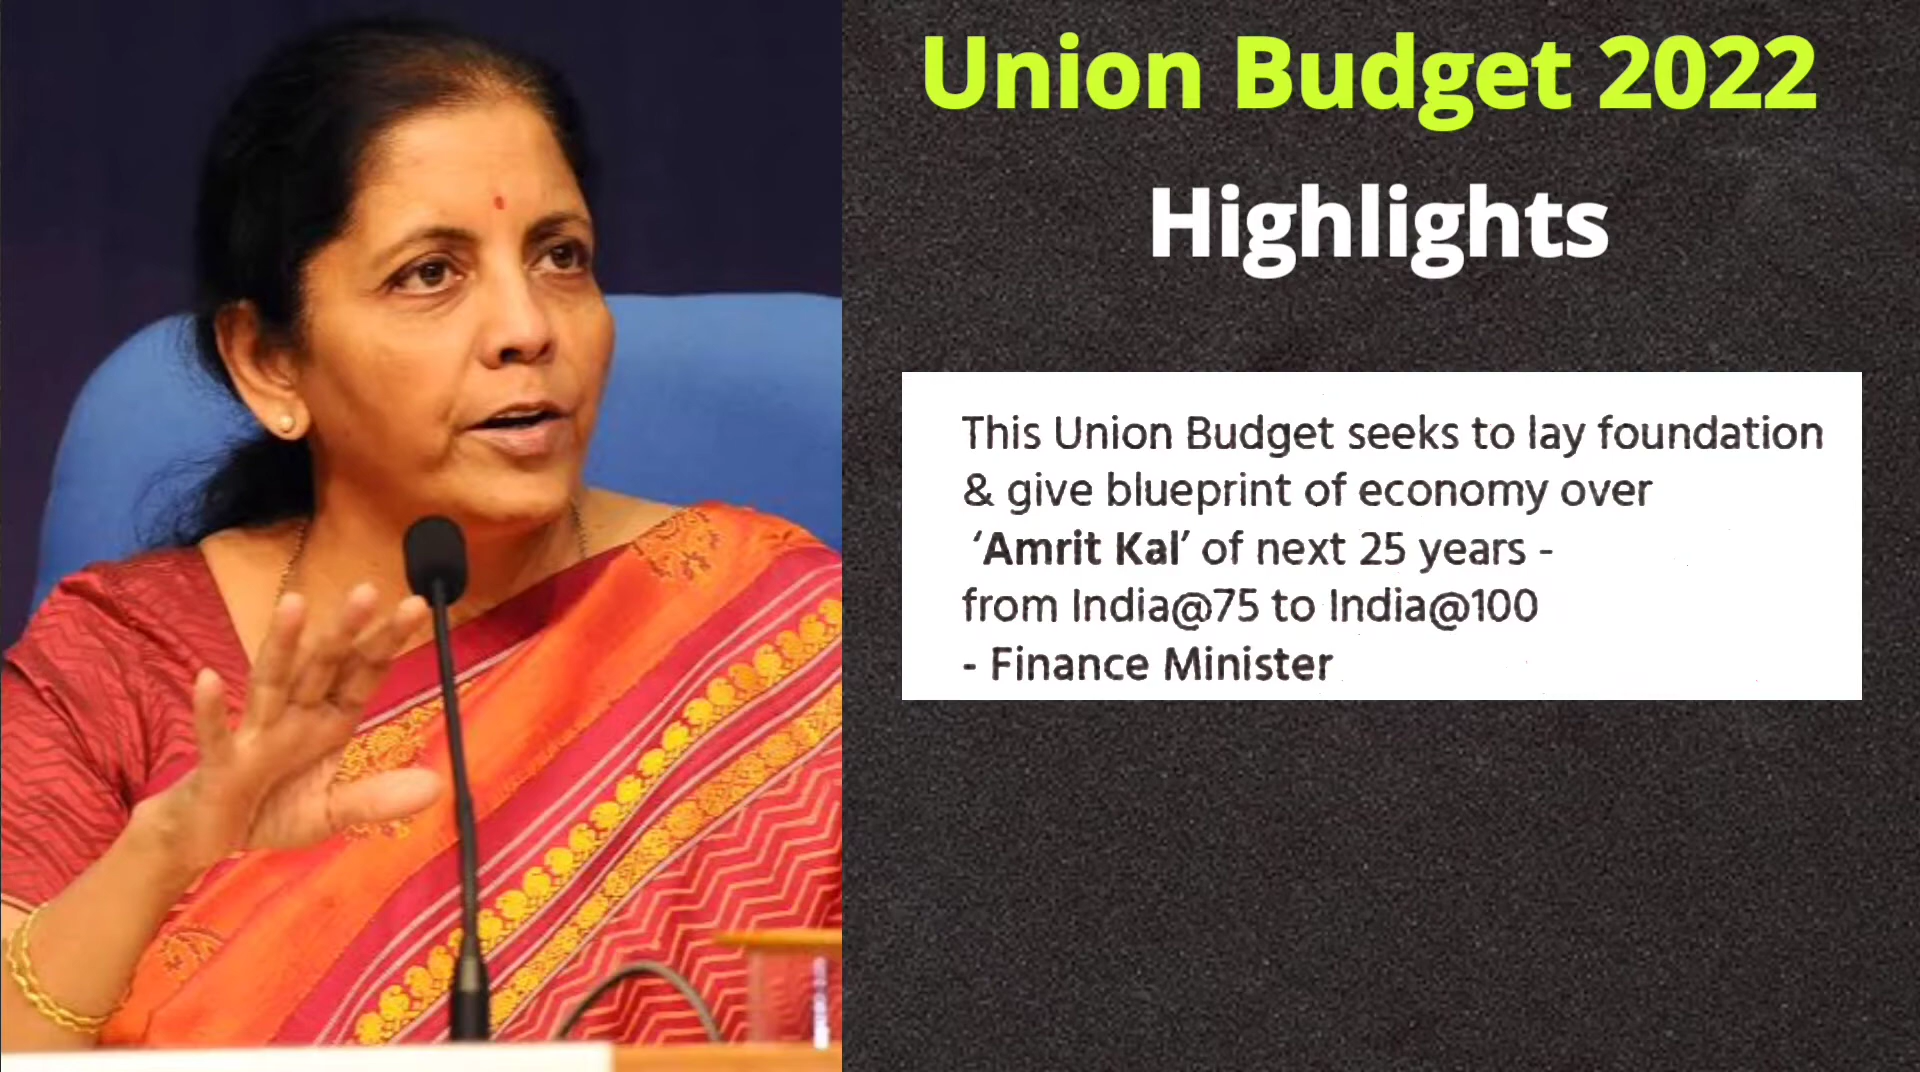 Union Budget 2022
Highlights
This Union Budget seeks to lay foundation
& give blueprint of economy over
‘Amrit Kal’ of next 25 years -
from India@75 to India@100
- Finance Minister